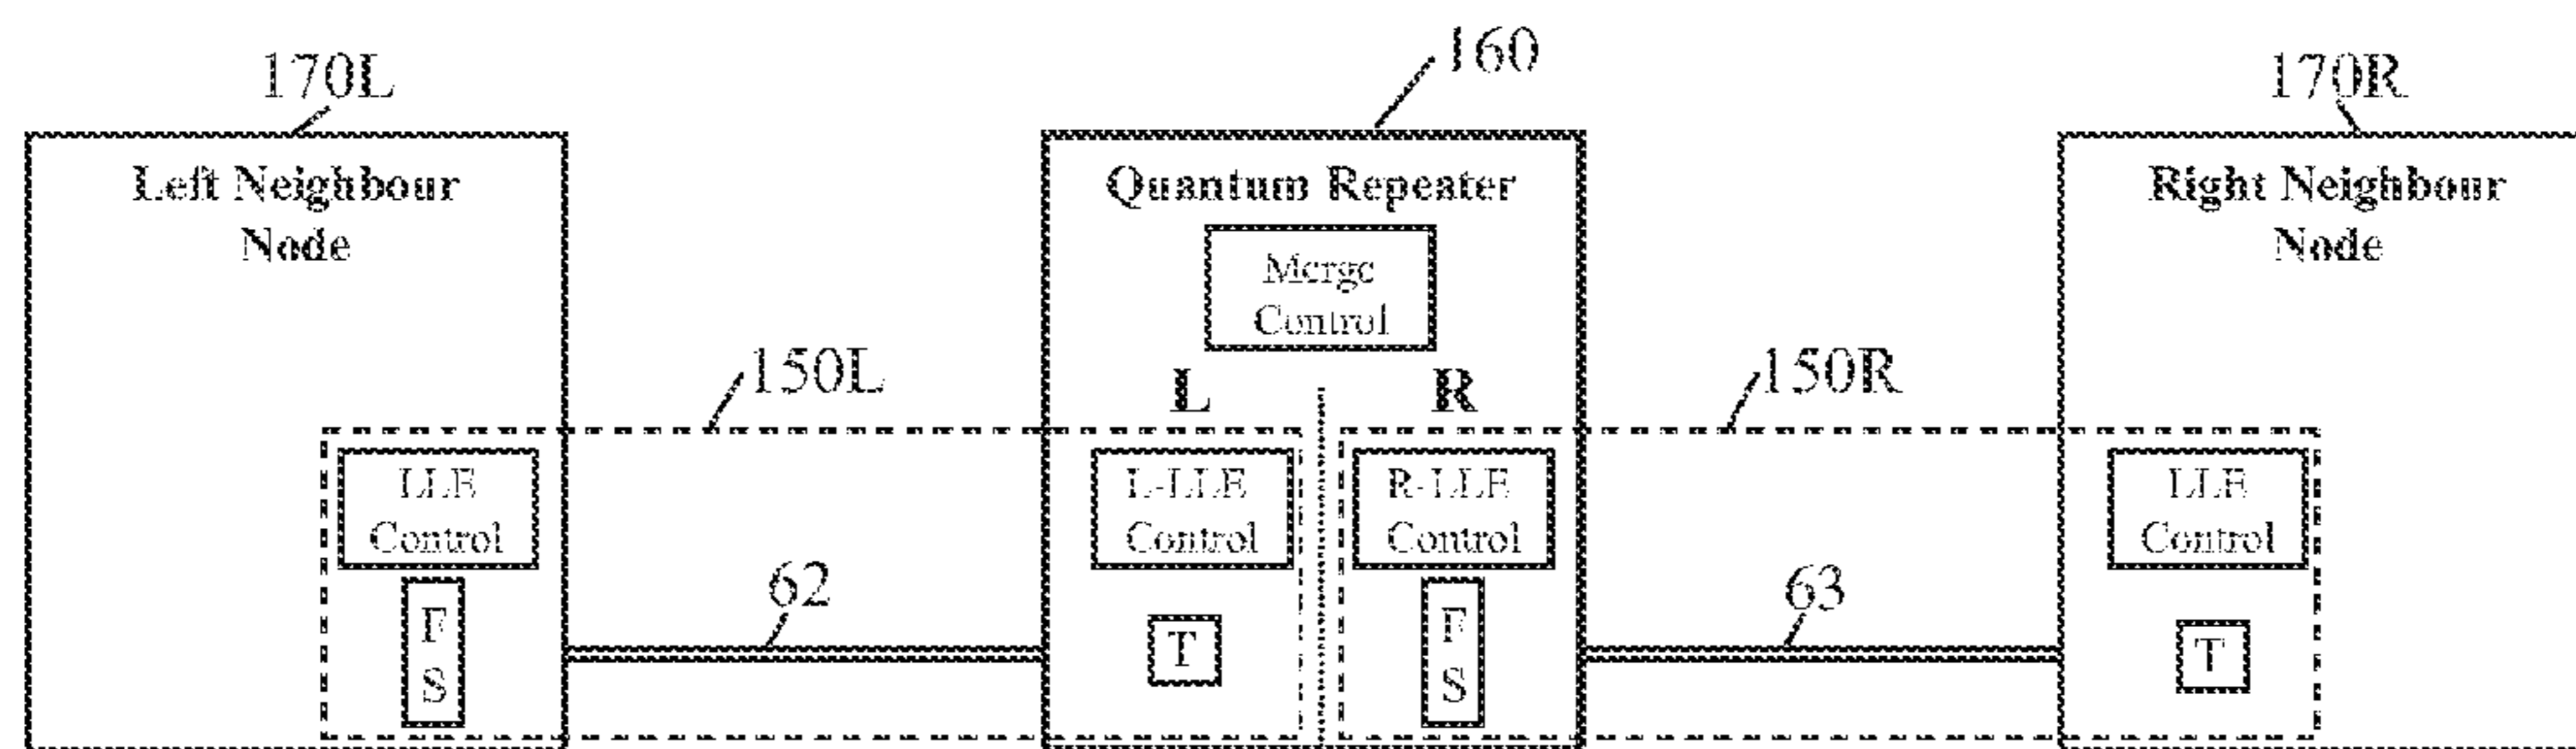 160
170L
170R
Left Neighbour
Node
Quantum Repeater
Right Neighbour
Node
Merge
Control
150L
L
R
150R
LLE
Control
L-LLE
Control
R-LLE
Control
LLE
Control
62
63
F
S
T
F
S
T